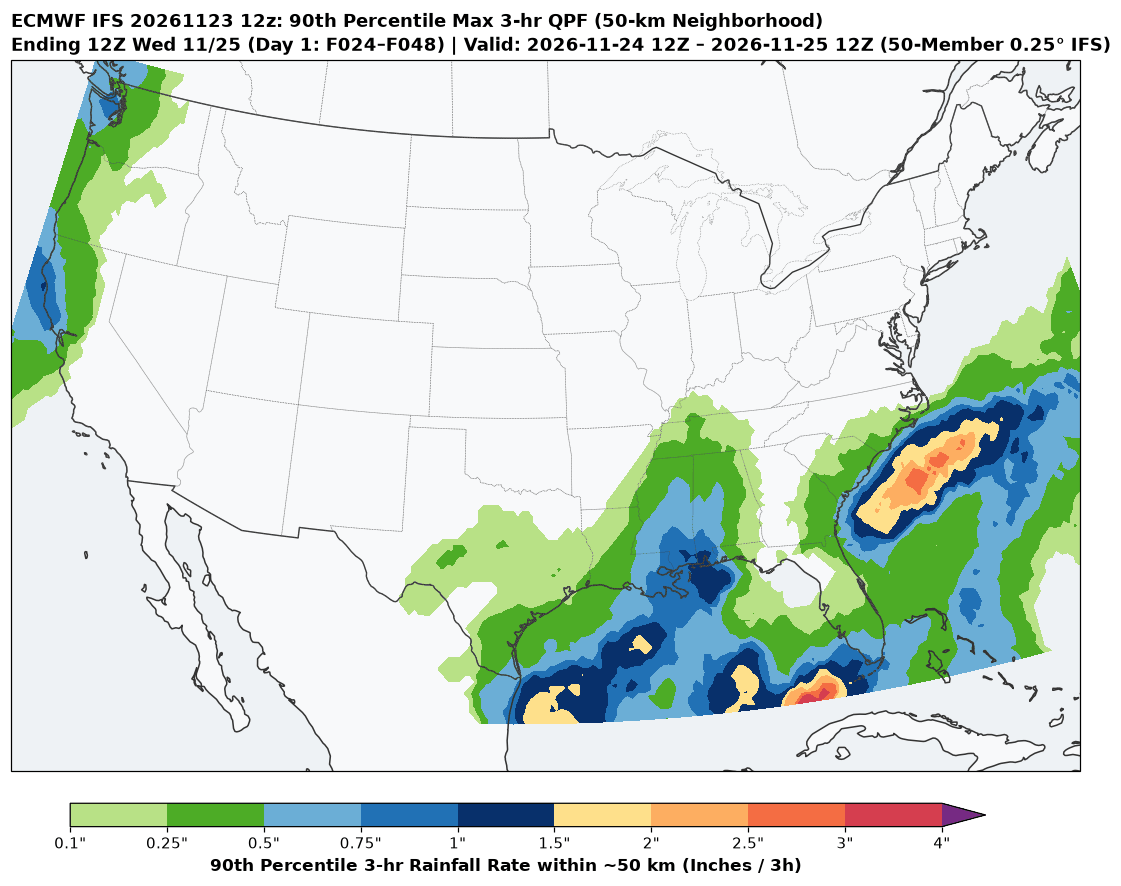 ECMWF IFS 20261123 12z: 90th Percentile Max 3-hr QPF (50-km Neighborhood)
Ending 12Z Wed 11/25 (Day 1: F024–F048) | Valid: 2026-11-24 12Z – 2026-11-25 12Z (50-Member 0.25° IFS)
0.1" 0.25" 0.5" 0.75" 1" 1.5" 2" 2.5" 3" 4"
90th Percentile 3-hr Rainfall Rate within ~50 km (Inches / 3h)